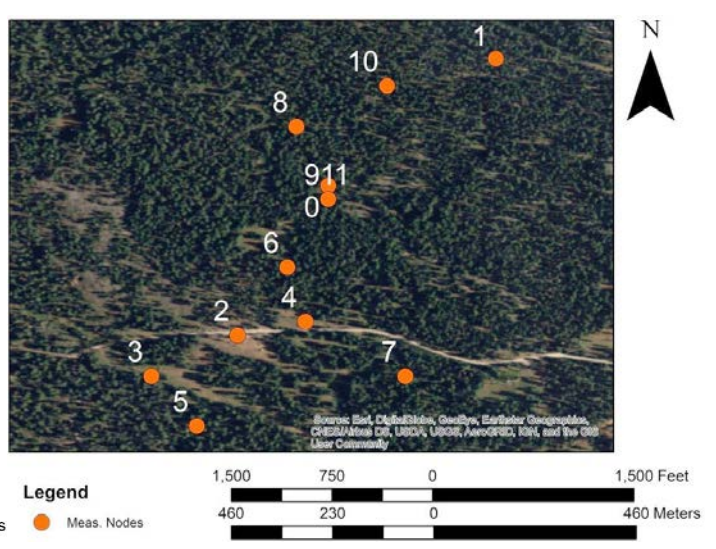 N
1
10
8
911
0
6
4
2
3
7
5
Source: Esri, DigitalGlobe, GeoEye, Earthstar Geographics,
CNES/Airbus DS, USDA, USGS, AeroGRID, IGN, and the GIS
User Community
Legend
s Meas. Nodes
1,500 750 0 1,500 Feet
460 230 0 460 Meters